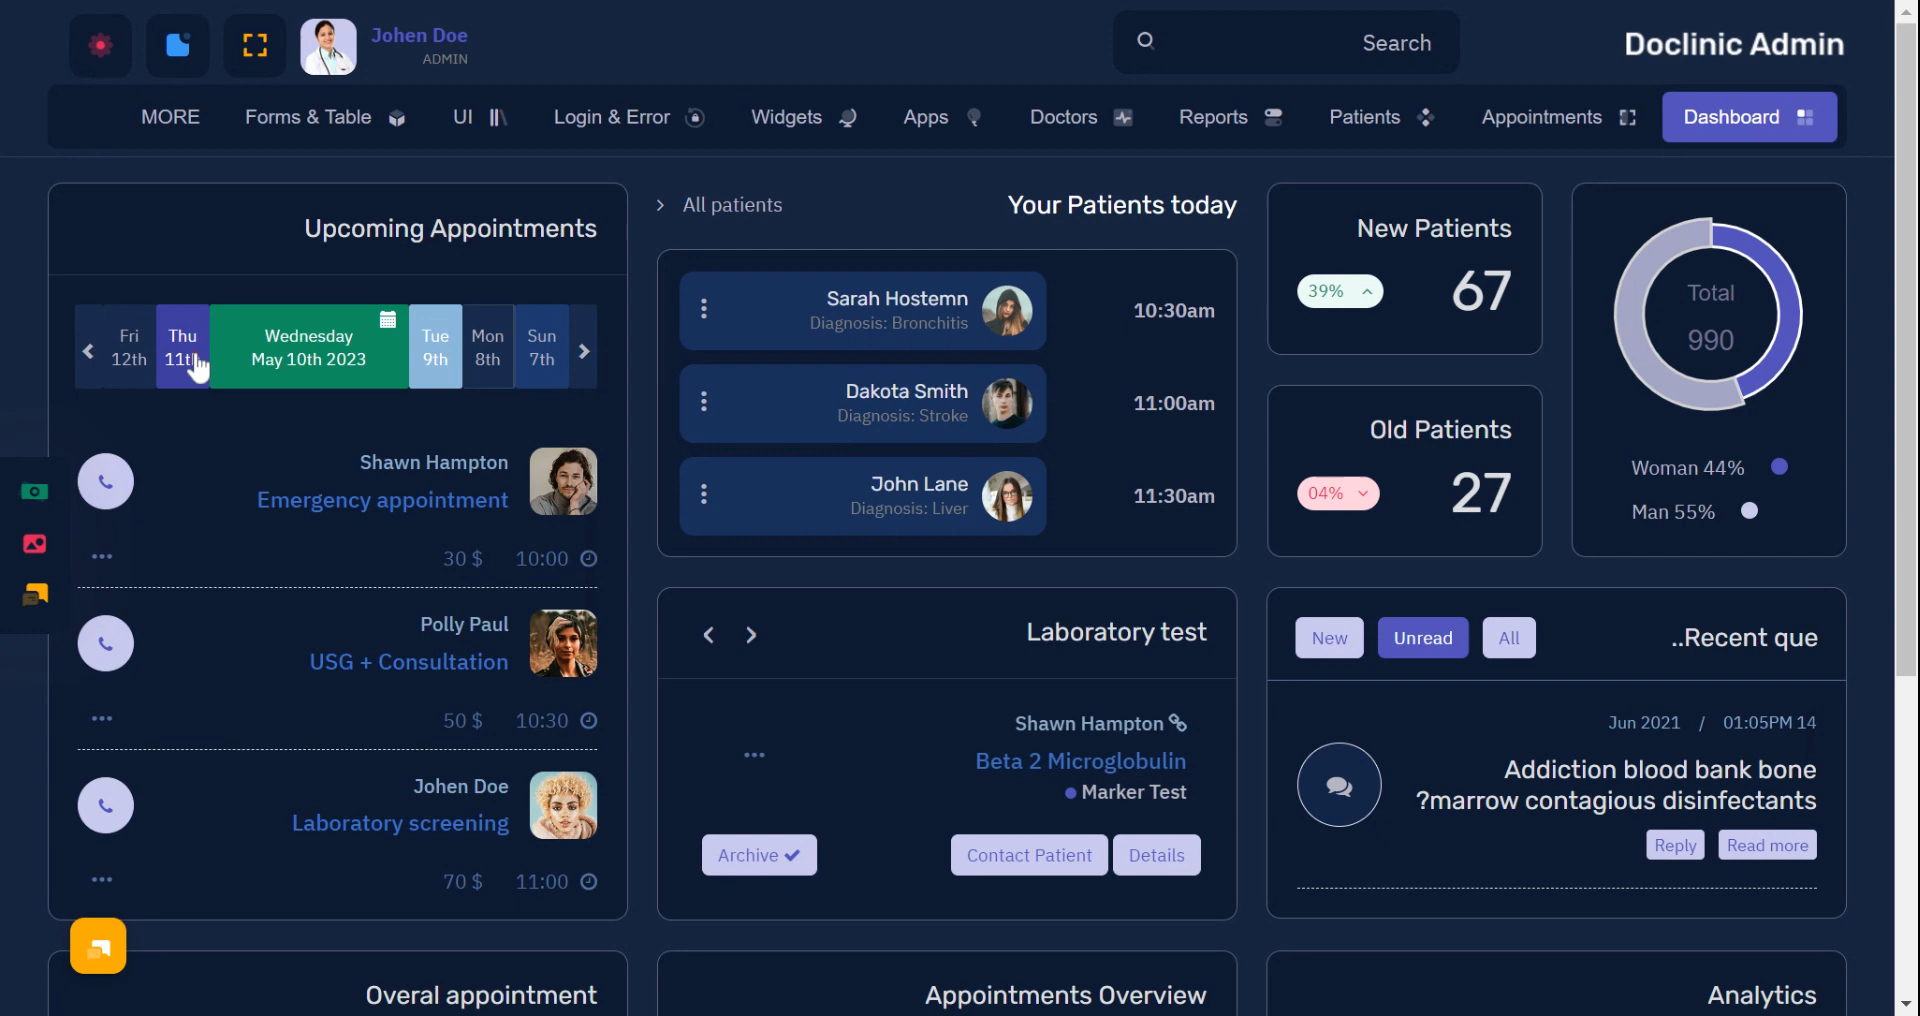 Johen Doe
ADMIN
Search
Doclinic Admin
MORE
Forms & Table
UI
Login & Error
Widgets
Apps
Doctors
Reports
Patients
Appointments
Dashboard
Upcoming Appointments
Fri
12th
Thu
Wednesday
May 10th 2023
Tue
9th
Mon
8th
Sun
7th
Shawn Hampton
Emergency appointment
30 $ 10:00
Polly Paul
USG + Consultation
50 $ 10:30
Johen Doe
Laboratory screening
70 $ 11:00
Overal appointment
All patients
Your Patients today
Sarah Hostemn
Diagnosis: Bronchitis
10:30am
Dakota Smith
Diagnosis: Stroke
11:00am
John Lane
Diagnosis: Liver
11:30am
Laboratory test
Shawn Hampton
Beta 2 Microglobulin
Marker Test
Archive
Contact Patient
Details
Appointments Overview
New Patients
39%
67
Old Patients
04%
27
Total
990
Woman 44%
Man 55%
New
Unread
All
..Recent que
Jun 2021 / 01:05PM 14
Addiction blood bank bone
?marrow contagious disinfectants
Reply
Read more
Analytics